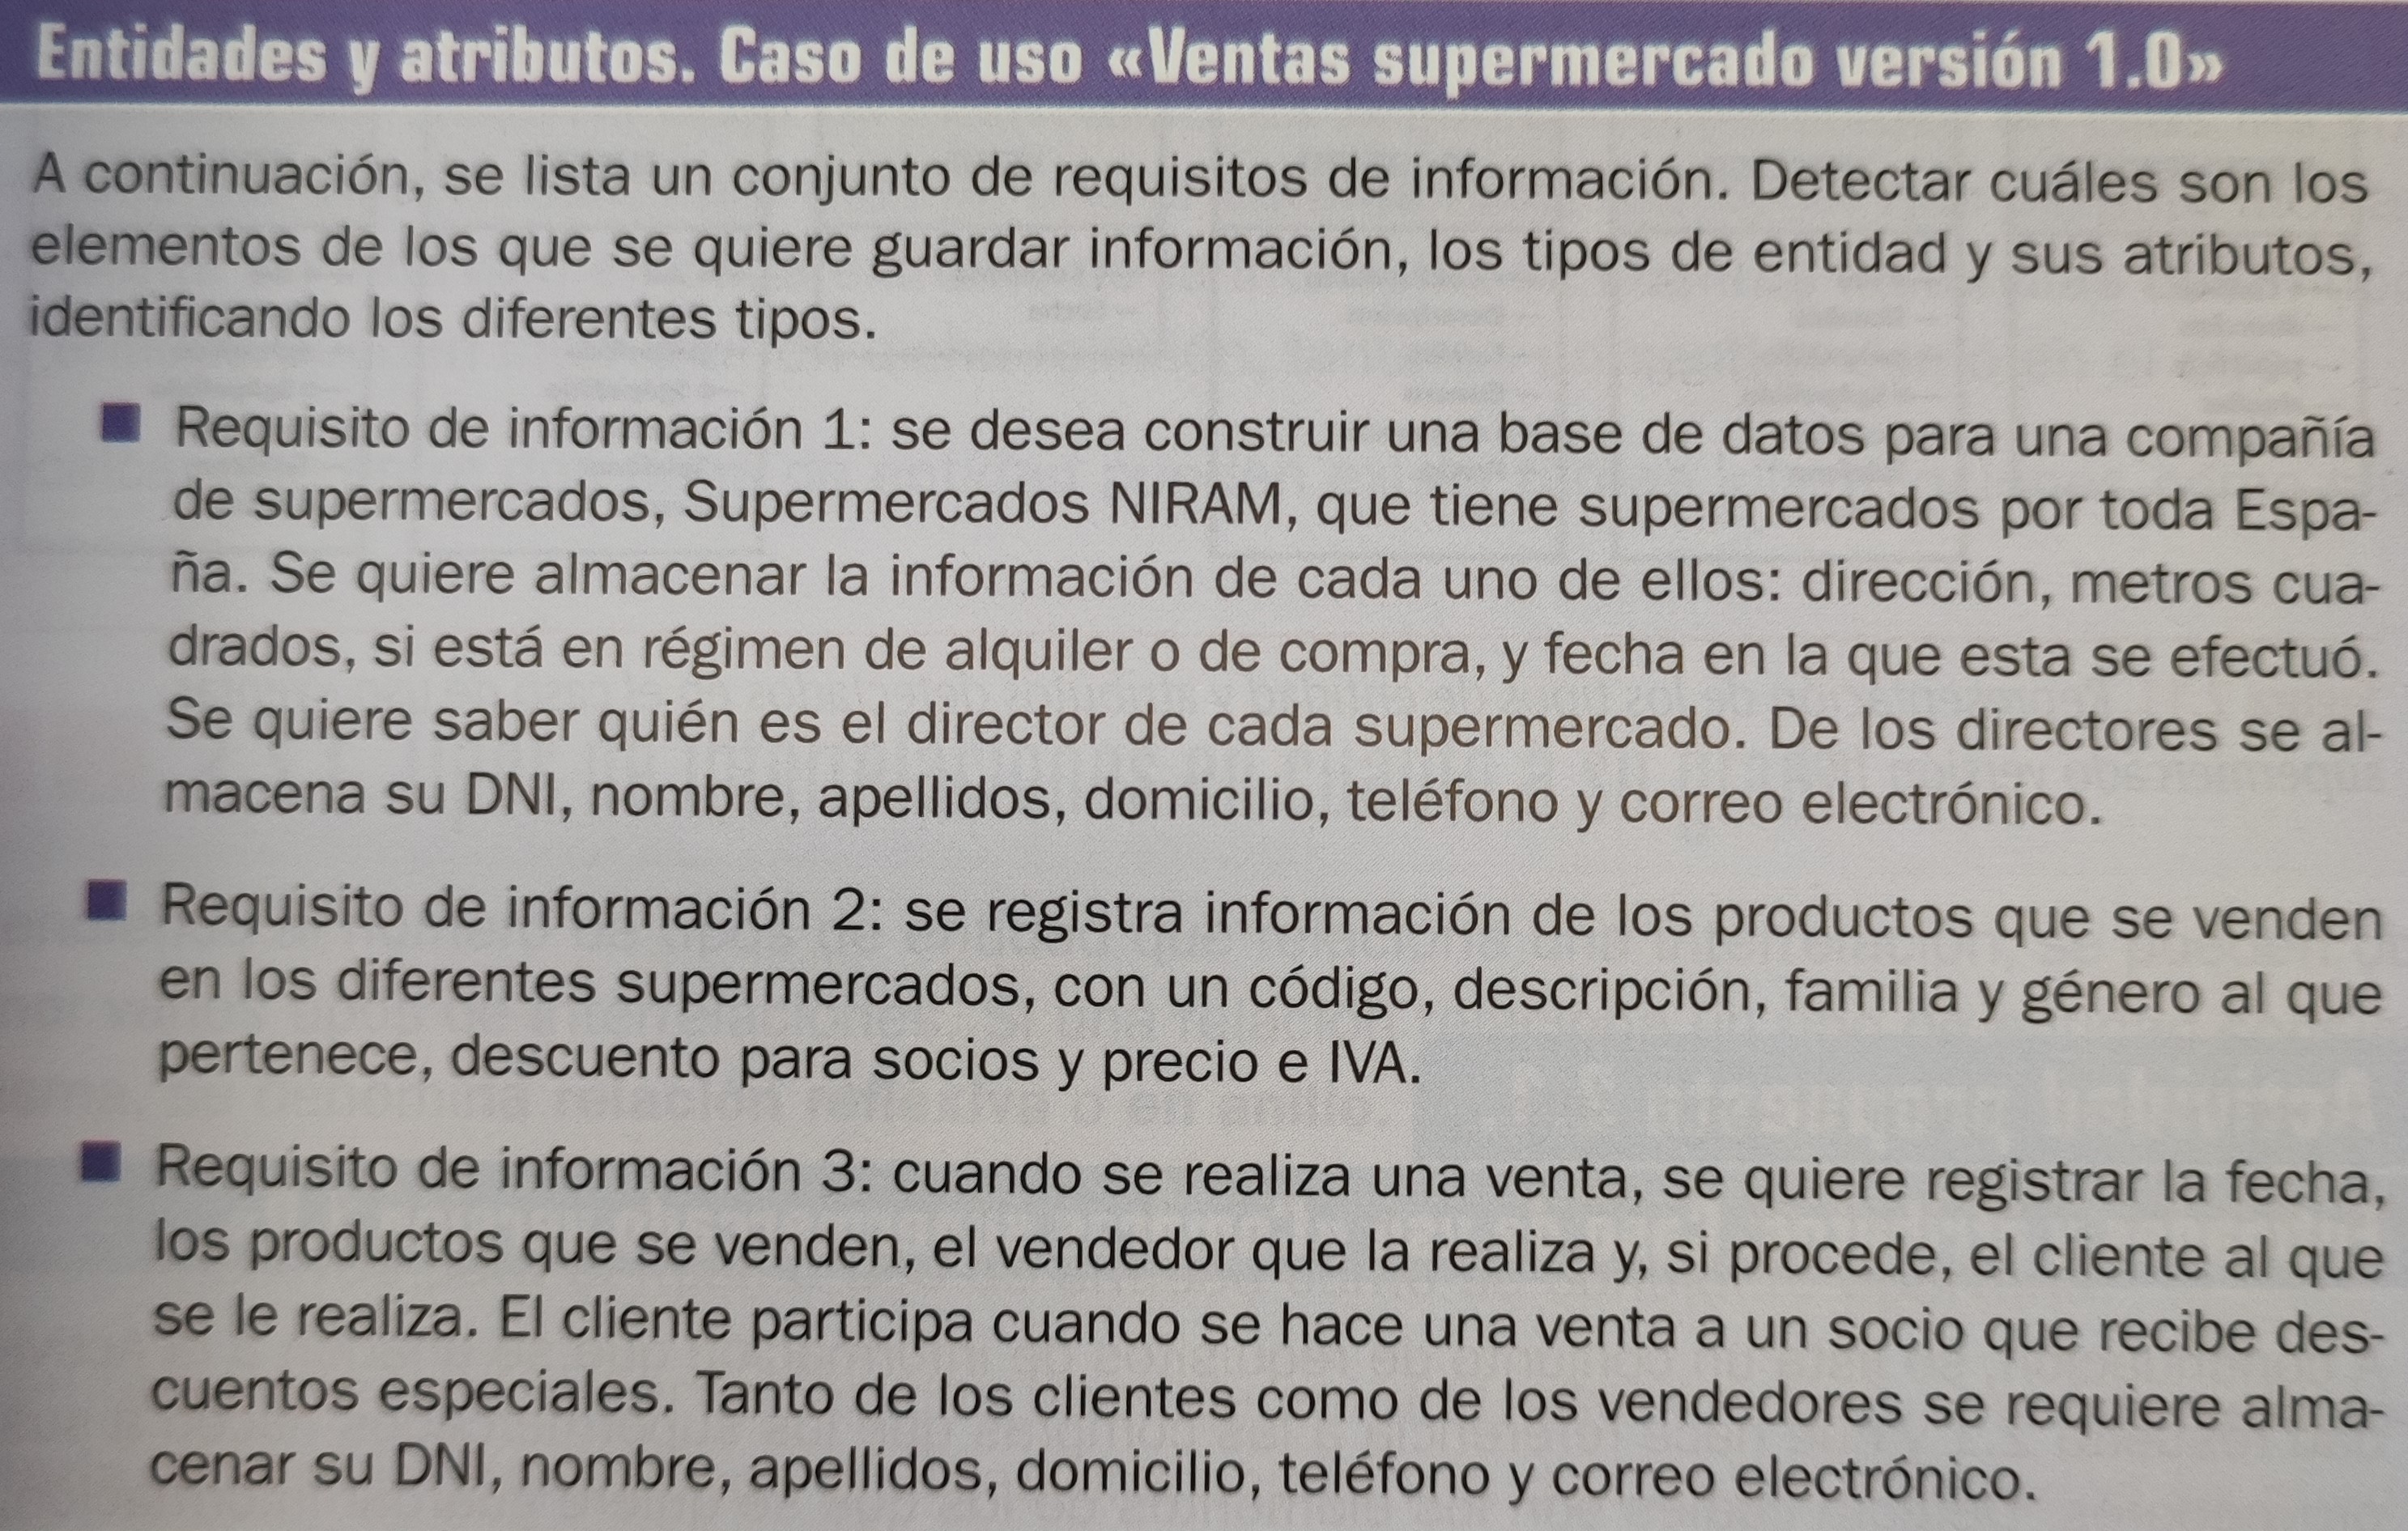 Entidades y atributos. Caso de uso «Ventas supermercado versión 1.0»
A continuación, se lista un conjunto de requisitos de información. Detectar cuáles son los
elementos de los que se quiere guardar información, los tipos de entidad y sus atributos,
identificando los diferentes tipos.
■ Requisito de información 1: se desea construir una base de datos para una compañía
de supermercados, Supermercados NIRAM, que tiene supermercados por toda Espa-
ña. Se quiere almacenar la información de cada uno de ellos: dirección, metros cua-
drados, si está en régimen de alquiler o de compra, y fecha en la que esta se efectuó.
Se quiere saber quién es el director de cada supermercado. De los directores se al-
macena su DNI, nombre, apellidos, domicilio, teléfono y correo electrónico.
■ Requisito de información 2: se registra información de los productos que se venden
en los diferentes supermercados, con un código, descripción, familia y género al que
pertenece, descuento para socios y precio e IVA.
■ Requisito de información 3: cuando se realiza una venta, se quiere registrar la fecha,
los productos que se venden, el vendedor que la realiza y, si procede, el cliente al que
se le realiza. El cliente participa cuando se hace una venta a un socio que recibe des-
cuentos especiales. Tanto de los clientes como de los vendedores se requiere alma-
cenar su DNI, nombre, apellidos, domicilio, teléfono y correo electrónico.